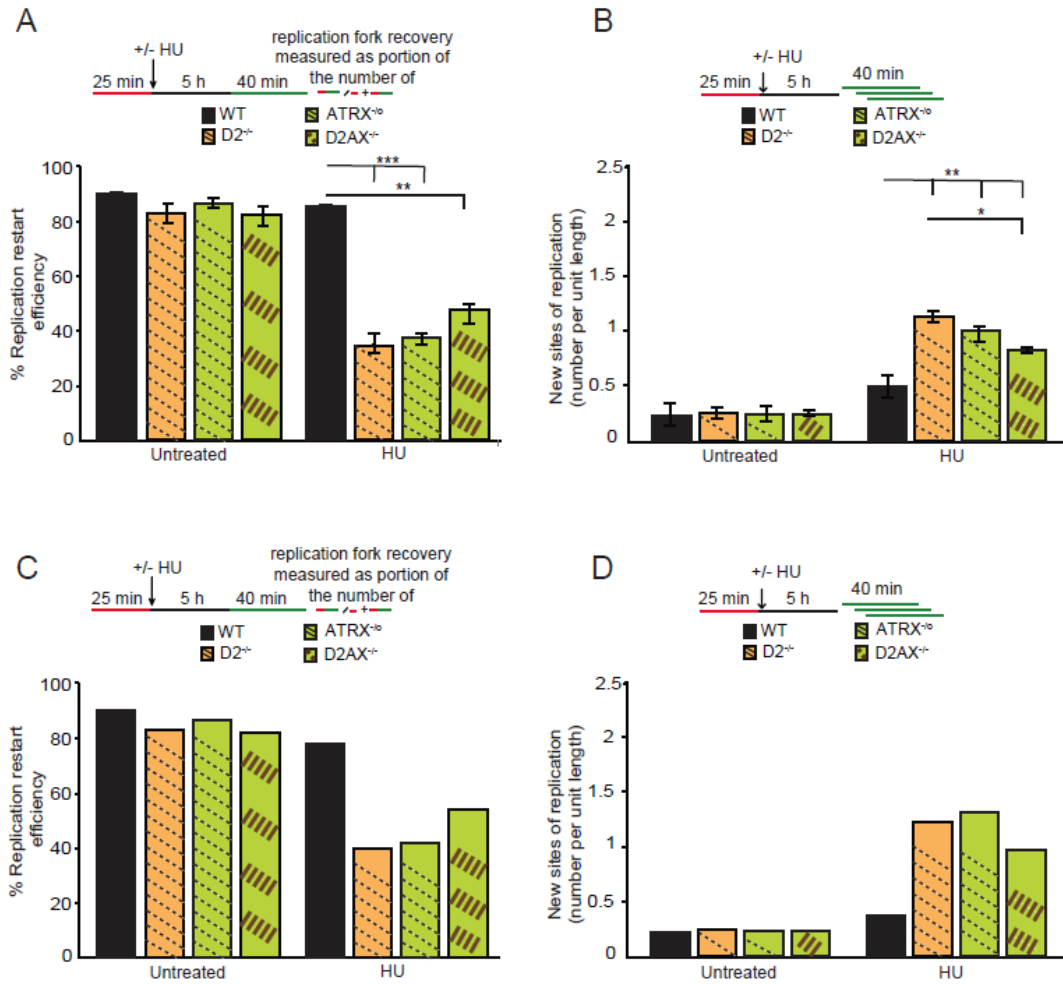 A
+/- HU
25 min
5 h
40 min
replication fork recovery
measured as portion of
the number of
+
WT
D2-/-
ATRX-/o
D2AX-/-
% Replication restart
efficiency
100
80
60
40
20
0
***
**
Untreated
HU
B
+/- HU
25 min
5 h
40 min
WT
D2-/-
ATRX-/o
D2AX-/-
New sites of replication
(number per unit length)
2.5
2
1.5
1
0.5
0
**
*
Untreated
HU
C
+/- HU
25 min
5 h
40 min
replication fork recovery
measured as portion of
the number of
+
WT
D2-/-
ATRX-/o
D2AX-/-
% Replication restart
efficiency
100
80
60
40
20
0
Untreated
HU
D
+/- HU
25 min
5 h
40 min
WT
D2-/-
ATRX-/o
D2AX-/-
New sites of replication
(number per unit length)
2.5
2
1.5
1
0.5
0
Untreated
HU